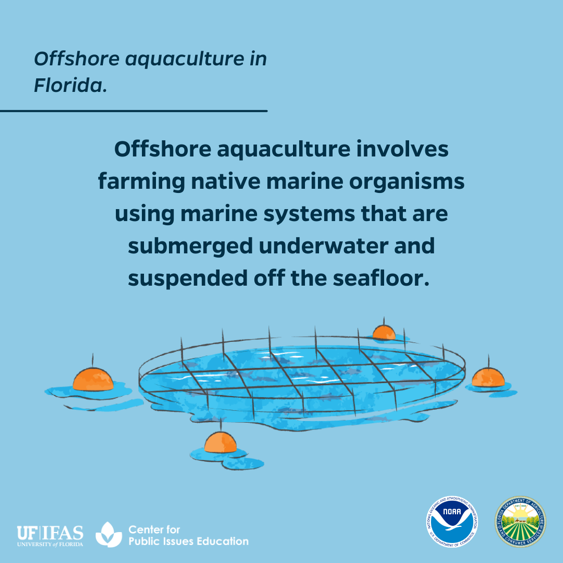 Offshore aquaculture in
Florida.
Offshore aquaculture involves
farming native marine organisms
using marine systems that are
submerged underwater and
suspended off the seafloor.
UF|IFAS
UNIVERSITY of FLORIDA
Center for
Public Issues Education
NOAA